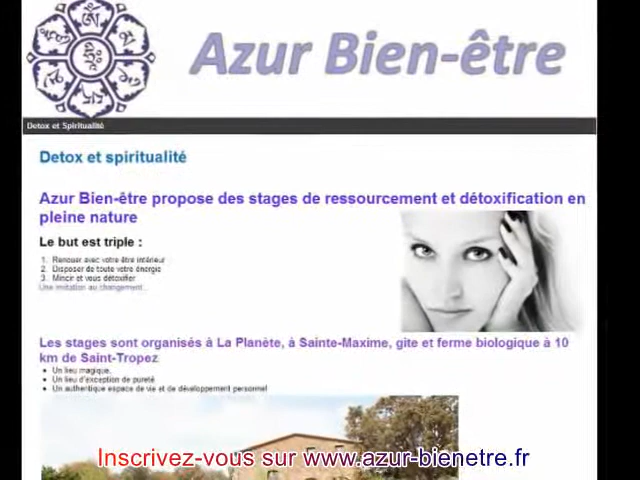 Azur Bien-être
Detox et Spiritualité
Detox et spiritualité
Azur Bien-être propose des stages de ressourcement et détoxification en
pleine nature
Le but est triple :
1. Renouer avec votre être intérieur
2. Disposer de toute votre énergie
3. Mincir et vous détoxifier
Une invitation au changement...
Les stages sont organisés à La Planète, à Sainte-Maxime, gite et ferme biologique à 10
km de Saint-Tropez
Un lieu magique,
Un lieu d'exception de pureté
Un authentique espace de vie et de développement personnel
Inscrivez-vous sur www.azur-bienetre.fr